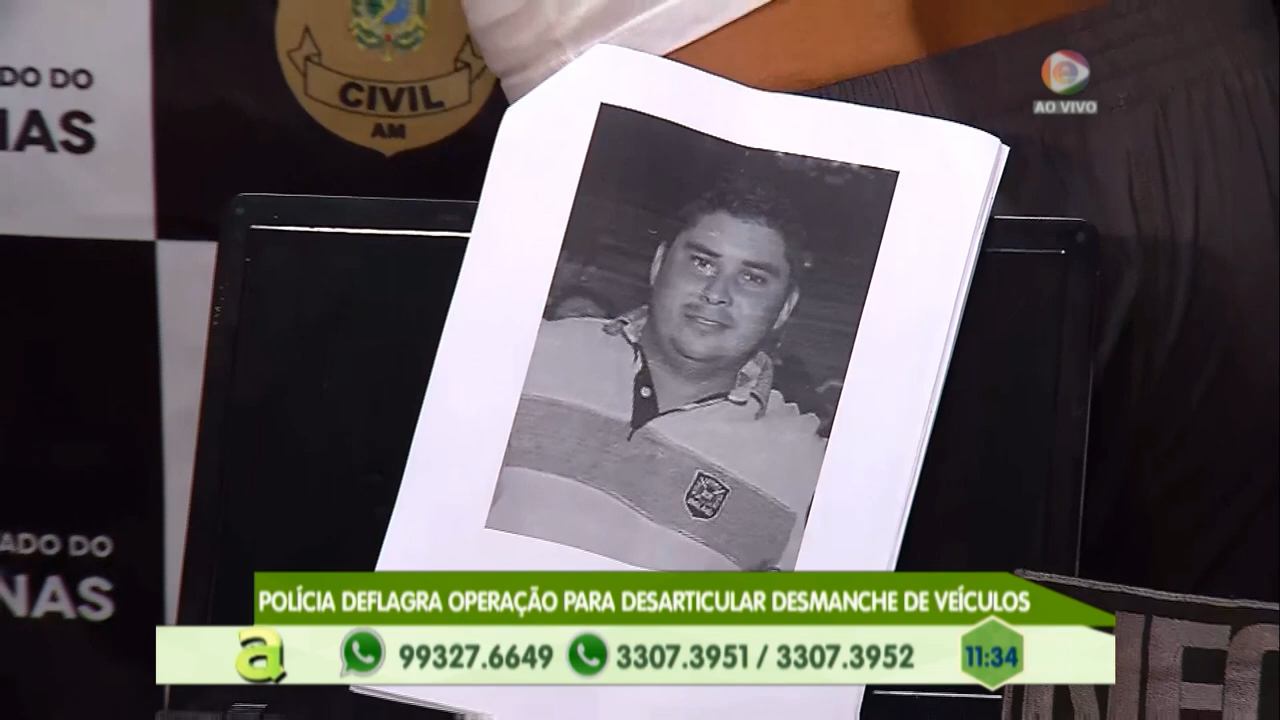 ADO DO
NAS
CIVIL
AM
AO VIVO
ADO DO
NAS
POLÍCIA DEFLAGRA OPERAÇÃO PARA DESARTICULAR DESMANCHE DE VEÍCULOS
a 99327.6649 3307.3951 / 3307.3952 11:34